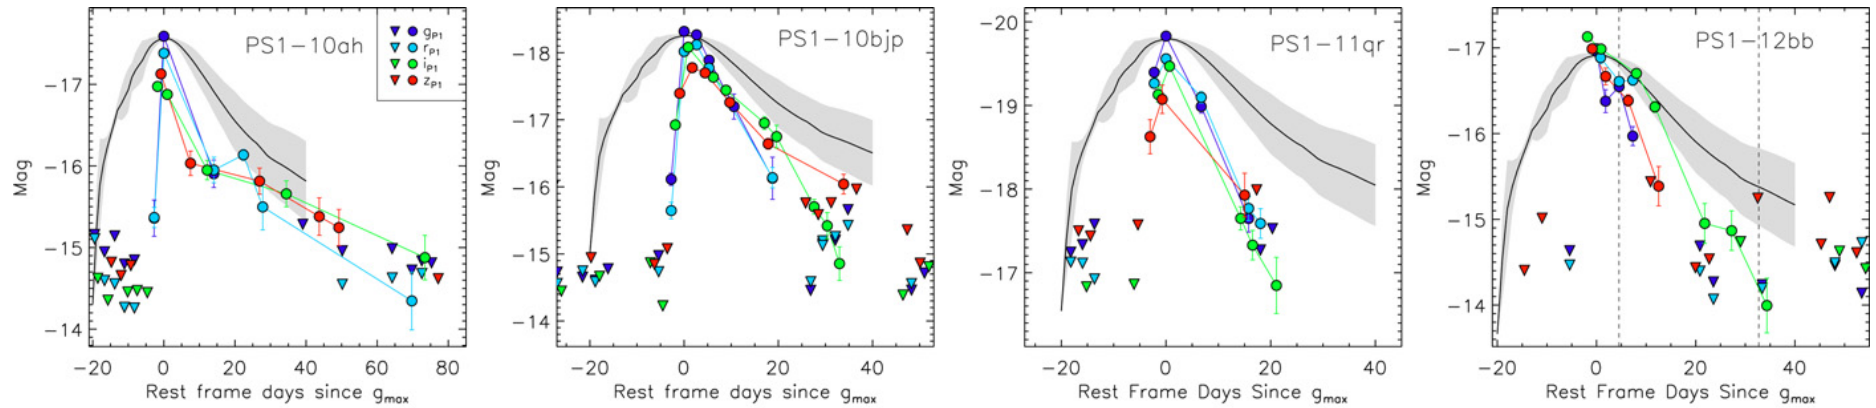 PS1-10ah
g_P1
r_P1
i_P1
z_P1
Mag
-17
-16
-15
-14
-20 0 20 40 60 80
Rest frame days since g_max
PS1-10bjp
Mag
-18
-17
-16
-15
-14
-20 0 20 40
Rest frame days since g_max
PS1-11qr
Mag
-20
-19
-18
-17
-20 0 20 40
Rest Frame Days Since g_max
PS1-12bb
Mag
-17
-16
-15
-14
-20 0 20 40
Rest Frame Days Since g_max